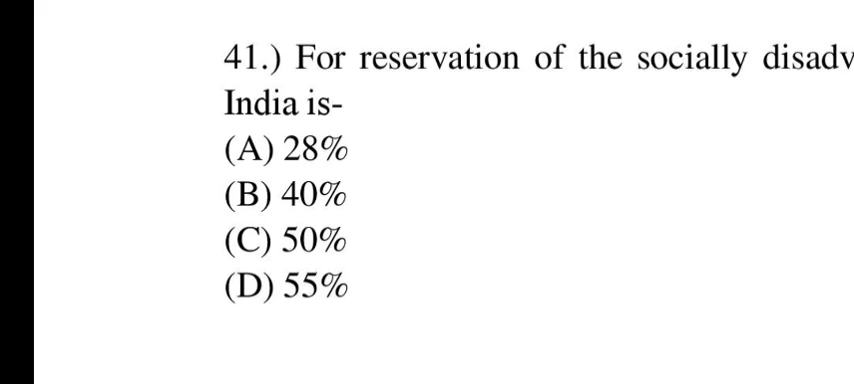 41.) For reservation of the socially
India is-
(A) 28%
(B) 40%
(C) 50%
(D) 55%